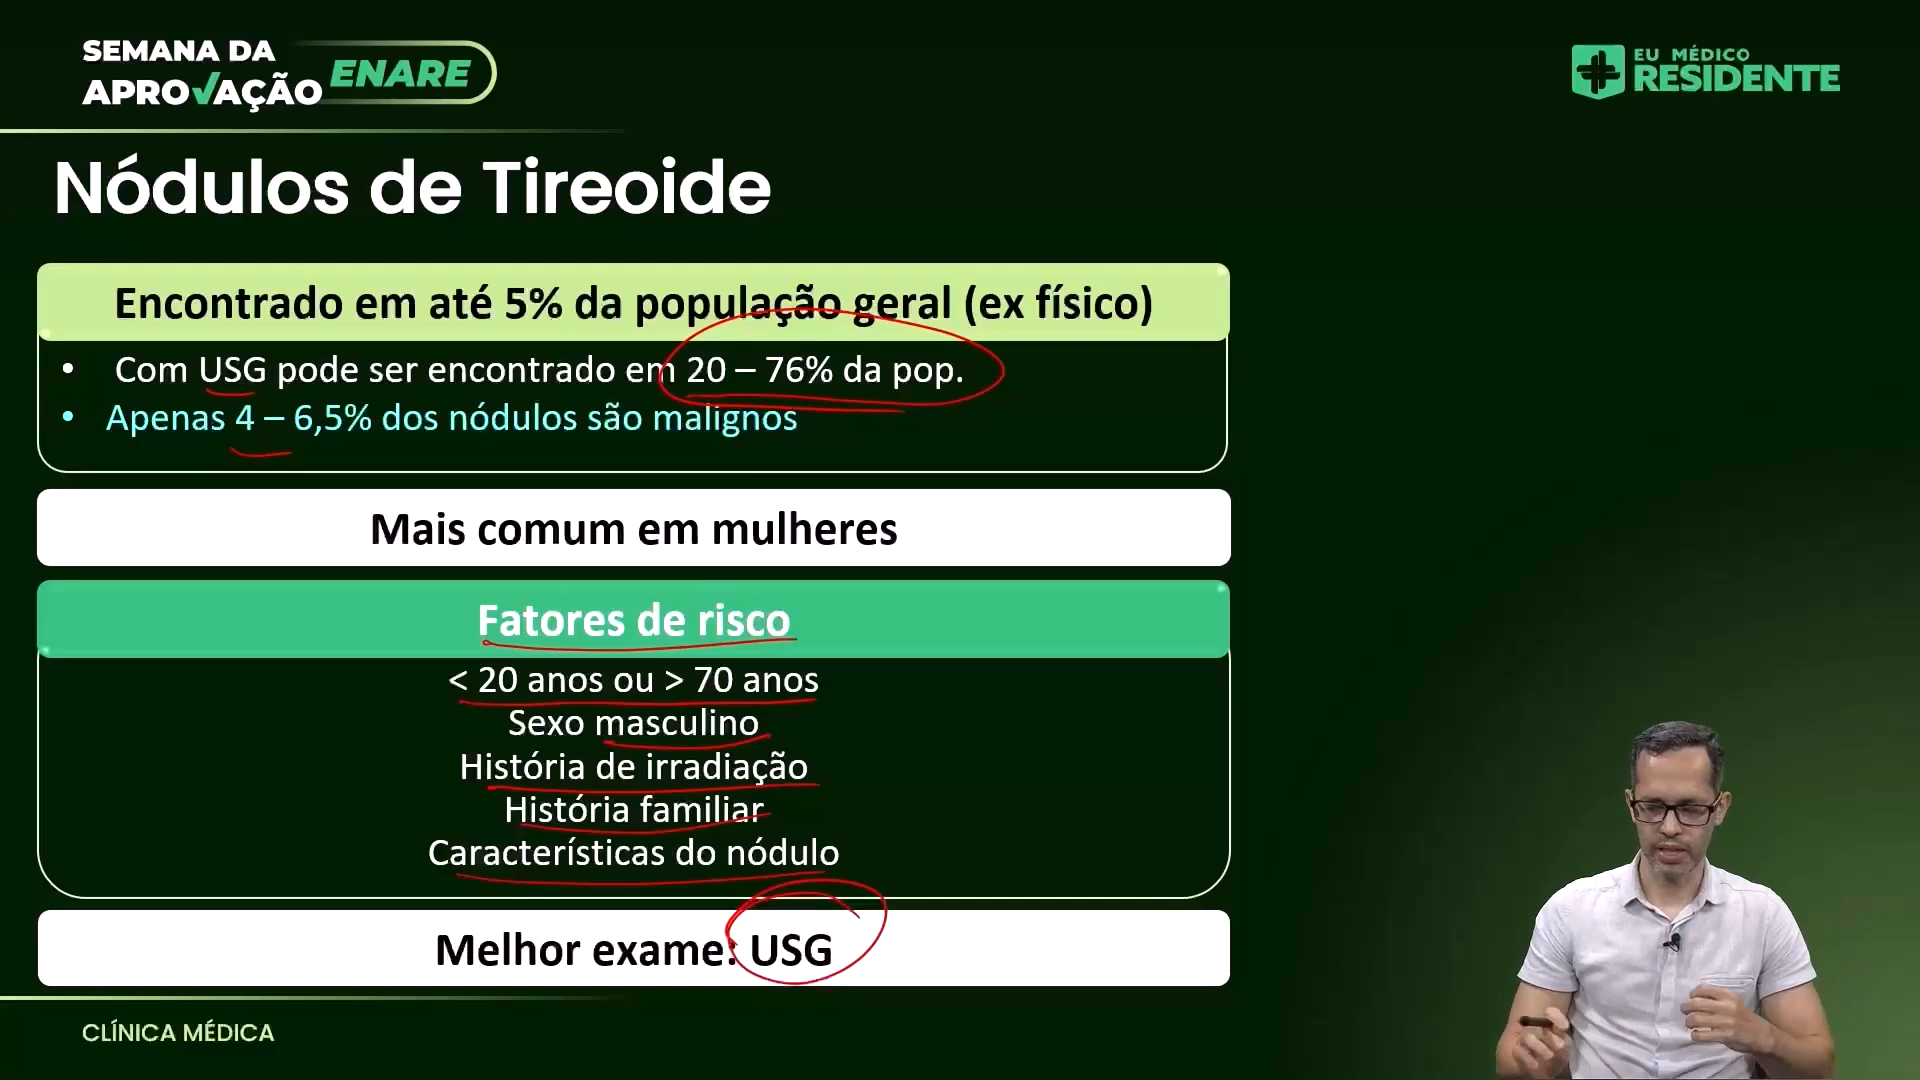 SEMANA DA
APROVAÇÃO ENARE
EU MÉDICO
RESIDENTE
Nódulos de Tireoide
Encontrado em até 5% da população geral (ex físico)
• Com USG pode ser encontrado em 20 – 76% da pop.
• Apenas 4 – 6,5% dos nódulos são malignos
Mais comum em mulheres
Fatores de risco
< 20 anos ou > 70 anos
Sexo masculino
História de irradiação
História familiar
Características do nódulo
Melhor exame: USG
CLÍNICA MÉDICA